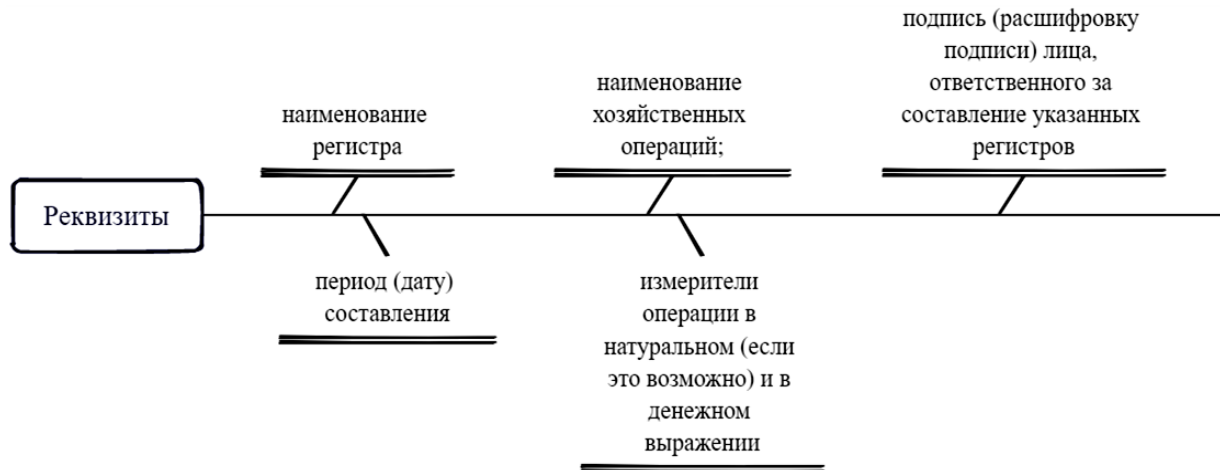 Реквизиты
наименование
регистра
период (дату)
составления
наименование
хозяйственных
операций;
измерители
операции в
натуральном (если
это возможно) и в
денежном
выражении
подпись (расшифровку
подписи) лица,
ответственного за
составление указанных
регистров